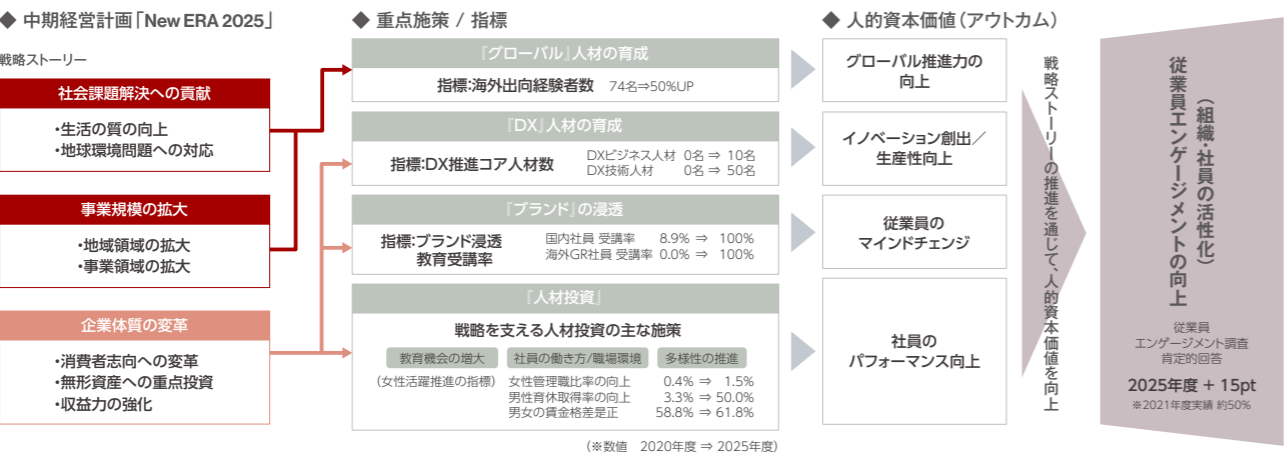 ◆ 中期経営計画「New ERA 2025」
戦略ストーリー
社会課題解決への貢献
・生活の質の向上
・地球環境問題への対応
事業規模の拡大
・地域領域の拡大
・事業領域の拡大
企業体質の変革
・消費者志向への変革
・無形資産への重点投資
・収益力の強化
◆ 重点施策 / 指標
『グローバル』人材の育成
指標:海外出向経験者数 74名⇒50%UP
『DX』人材の育成
指標:DX推進コア人材数
DXビジネス人材 0名 ⇒ 10名
DX技術人材 0名 ⇒ 50名
『ブランド』の浸透
指標:ブランド浸透
教育受講率
国内社員 受講率 8.9% ⇒ 100%
海外GR社員 受講率 0.0% ⇒ 100%
『人材投資』
戦略を支える人材投資の主な施策
教育機会の増大 社員の働き方/職場環境 多様性の推進
(女性活躍推進の指標) 女性管理職比率の向上 0.4% ⇒ 1.5%
男性育休取得率の向上 3.3% ⇒ 50.0%
男女の賃金格差是正 58.8% ⇒ 61.8%
(※数値 2020年度 ⇒ 2025年度)
◆ 人的資本価値(アウトカム)
グローバル推進力の
向上
イノベーション創出/
生産性向上
従業員の
マインドチェンジ
社員の
パフォーマンス向上
戦略ストーリーの推進を通じて、人的資本価値を向上
従業員エンゲージメントの向上
(組織・社員の活性化)
従業員
エンゲージメント調査
肯定的回答
2025年度 + 15pt
※2021年度実績 約50%